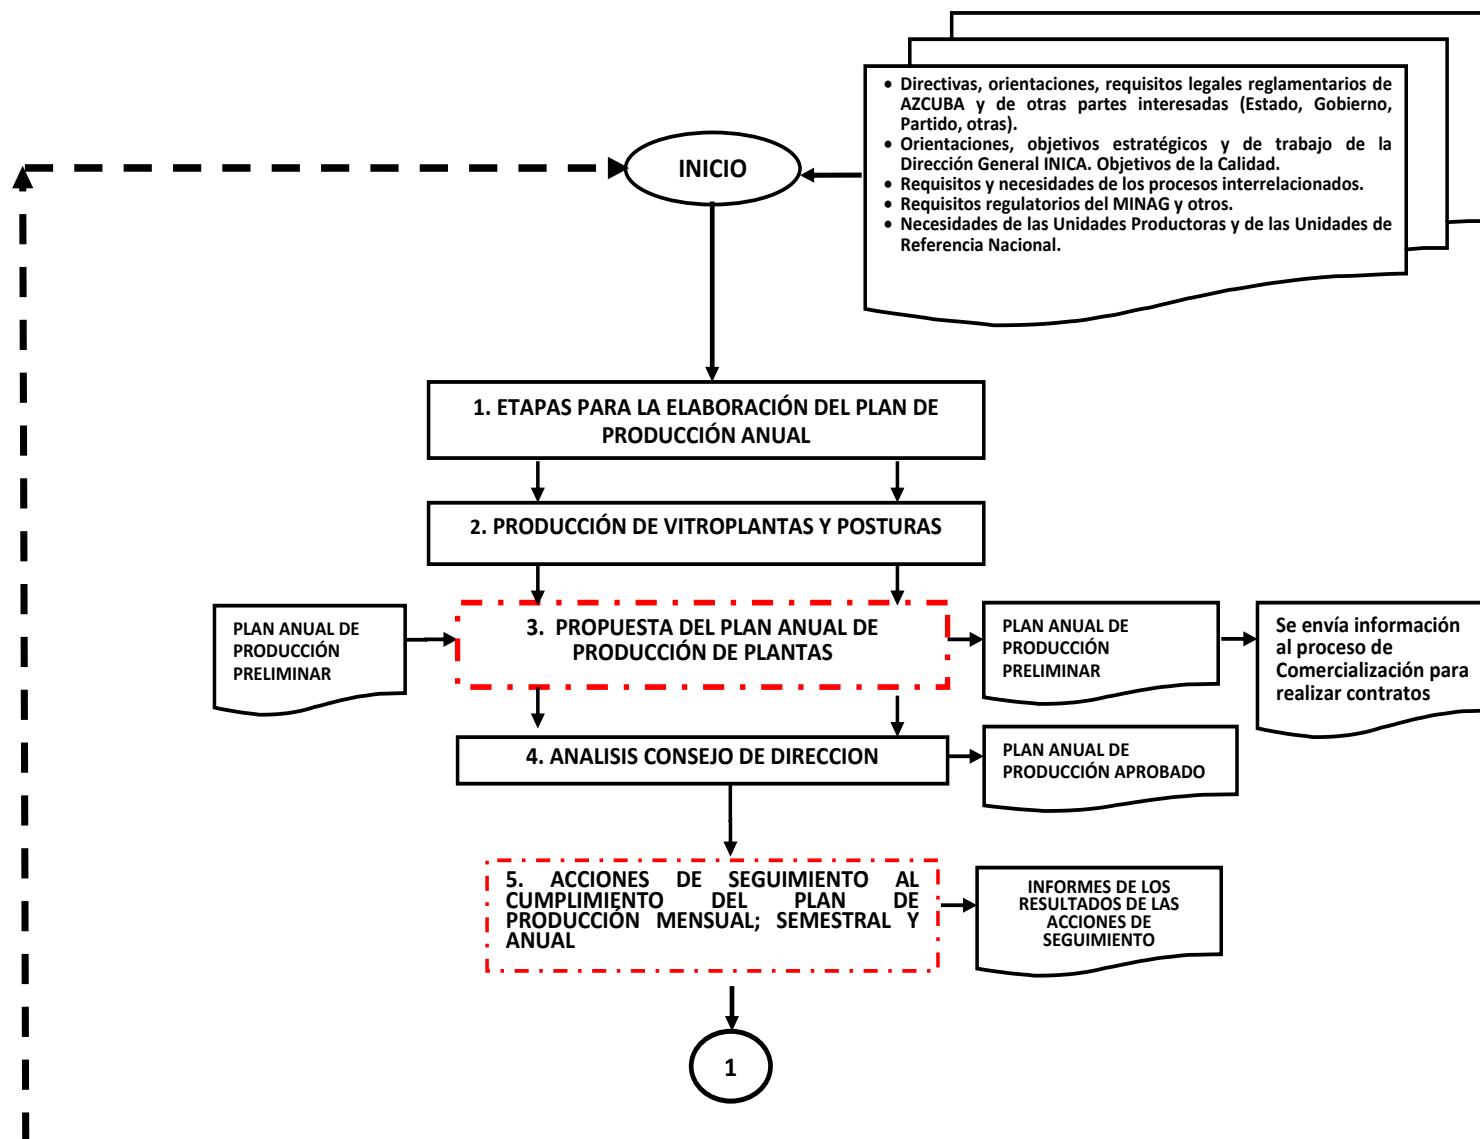 • Directivas, orientaciones, requisitos legales reglamentarios de
AZCUBA y de otras partes interesadas (Estado, Gobierno,
Partido, otras).
• Orientaciones, objetivos estratégicos y de trabajo de la
Dirección General INICA. Objetivos de la Calidad.
• Requisitos y necesidades de los procesos interrelacionados.
• Requisitos regulatorios del MINAG y otros.
• Necesidades de las Unidades Productoras y de las Unidades de
Referencia Nacional.
INICIO
1. ETAPAS PARA LA ELABORACIÓN DEL PLAN DE
PRODUCCIÓN ANUAL
2. PRODUCCIÓN DE VITROPLANTAS Y POSTURAS
PLAN ANUAL DE
PRODUCCIÓN
PRELIMINAR
3. PROPUESTA DEL PLAN ANUAL DE
PRODUCCIÓN DE PLANTAS
PLAN ANUAL DE
PRODUCCIÓN
PRELIMINAR
Se envía información
al proceso de
Comercialización para
realizar contratos
4. ANALISIS CONSEJO DE DIRECCION
PLAN ANUAL DE
PRODUCCIÓN APROBADO
5. ACCIONES DE SEGUIMIENTO AL
CUMPLIMIENTO DEL PLAN DE
PRODUCCIÓN MENSUAL; SEMESTRAL Y
ANUAL
INFORMES DE LOS
RESULTADOS DE LAS
ACCIONES DE
SEGUIMIENTO
1